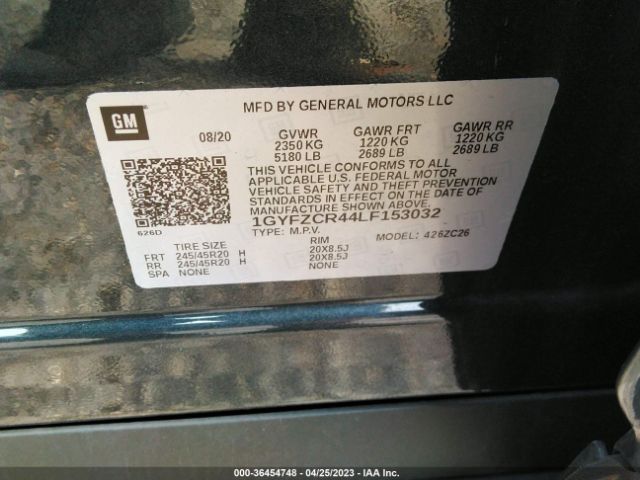 GM
MFD BY GENERAL MOTORS LLC
08/20 GVWR GAWR FRT GAWR RR
2350 KG 1220 KG 1220 KG
5180 LB 2689 LB 2689 LB
THIS VEHICLE CONFORMS TO ALL
APPLICABLE U.S. FEDERAL MOTOR
VEHICLE SAFETY AND THEFT PREVENTION
STANDARDS IN EFFECT ON THE DATE OF
MANUFACTURE SHOWN ABOVE.
1GYFZCR44LF153032
626D
TYPE: M.P.V. MODEL: 426ZC26
TIRE SIZE RIM
FRT 245/45R20 H 20X8.5J
RR 245/45R20 H 20X8.5J
SPA NONE NONE
000-36454748 - 04/25/2023 - IAA Inc.